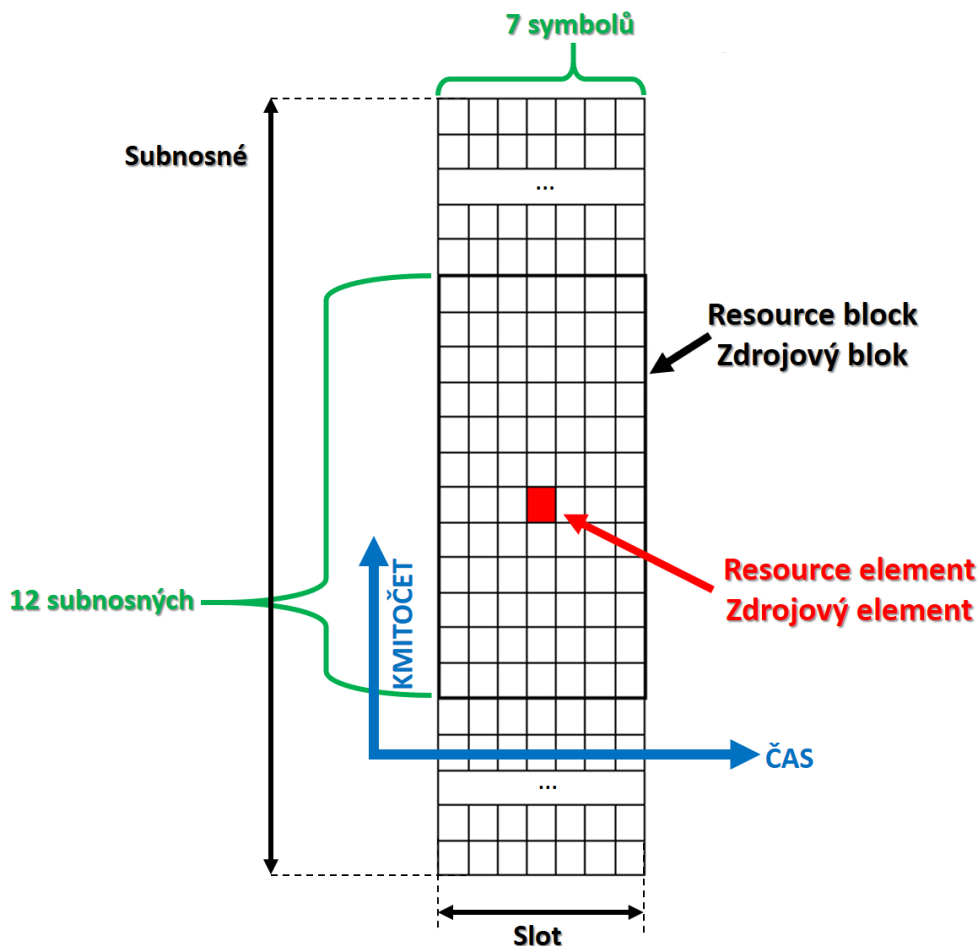 7 symbolů
Subnosné
...
Resource block
Zdrojový blok
Resource element
Zdrojový element
12 subnosných
KMITOČET
ČAS
...
Slot